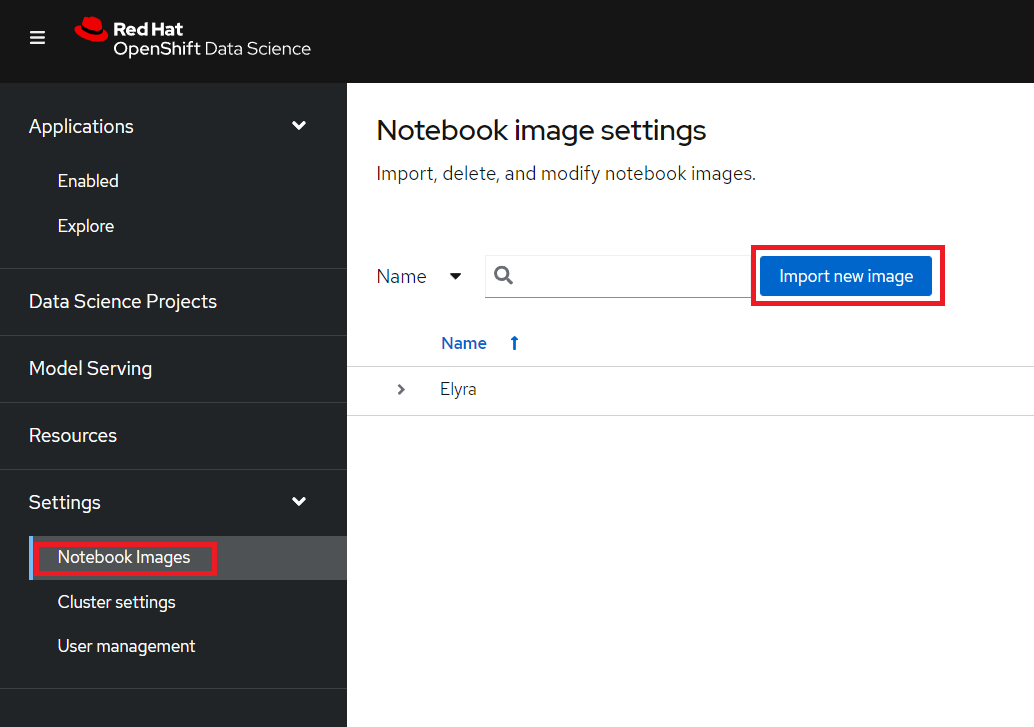 Red Hat
OpenShift Data Science
Applications
Enabled
Explore
Data Science Projects
Model Serving
Resources
Settings
Notebook Images
Cluster settings
User management
Notebook image settings
Import, delete, and modify notebook images.
Name
Import new image
Name
Elyra